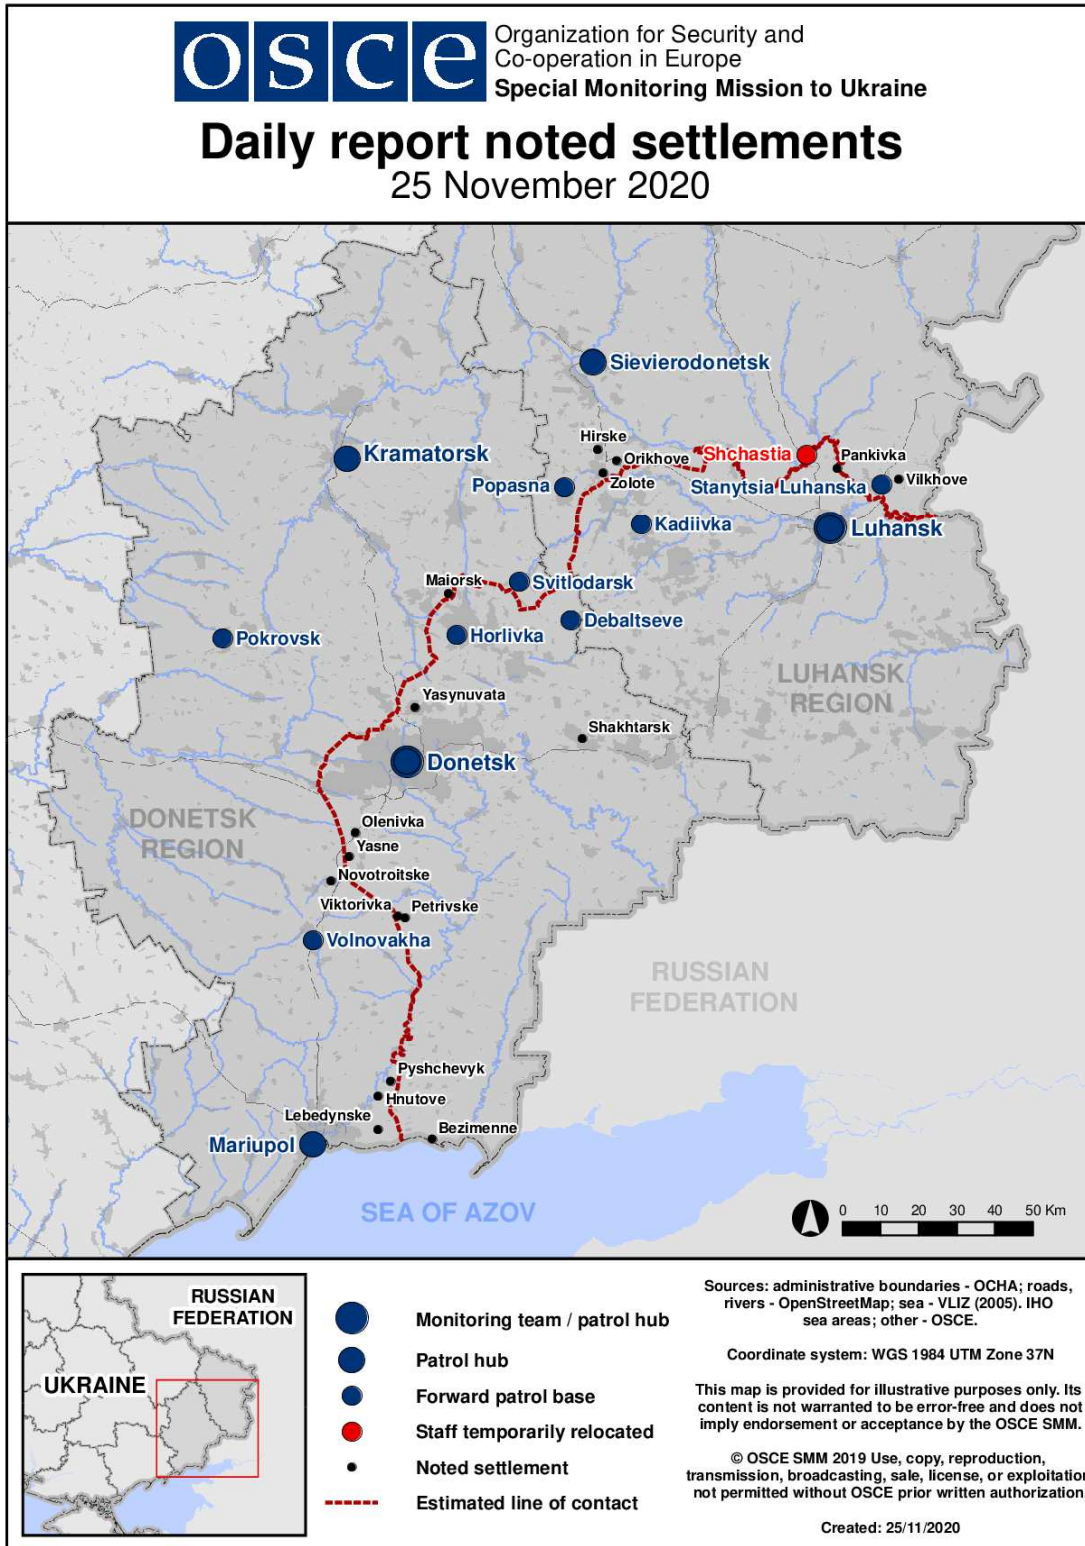 osce
Organization for Security and
Co-operation in Europe
Special Monitoring Mission to Ukraine
Daily report noted settlements
25 November 2020
Sievierodonetsk
Hirske
Orikhove
Shchastia
Kramatorsk
Pankivka
Zolote
Popasna
Stanytsia Luhanska
Vilkhove
Kadiivka
Luhansk
Maiorsk
Svitlodarsk
Debaltseve
Horlivka
Pokrovsk
LUHANSK
REGION
Yasynuvata
Shakhtarsk
Donetsk
DONETSK
REGION
Olenivka
Yasne
Novotroitske
Viktorivka
Petrivske
Volnovakha
RUSSIAN
FEDERATION
Pyshchevyk
Hnutove
Lebedynske
Bezimenne
Mariupol
SEA OF AZOV
0 10 20 30 40 50 Km
RUSSIAN
FEDERATION
UKRAINE
Monitoring team / patrol hub
Patrol hub
Forward patrol base
Staff temporarily relocated
Noted settlement
Estimated line of contact
Sources: administrative boundaries - OCHA; roads,
rivers - OpenStreetMap; sea - VLIZ (2005). IHO
sea areas; other - OSCE.
Coordinate system: WGS 1984 UTM Zone 37N
This map is provided for illustrative purposes only. Its
content is not warranted to be error-free and does not
imply endorsement or acceptance by the OSCE SMM.
© OSCE SMM 2019 Use, copy, reproduction,
transmission, broadcasting, sale, license, or exploitation
not permitted without OSCE prior written authorization.
Created: 25/11/2020